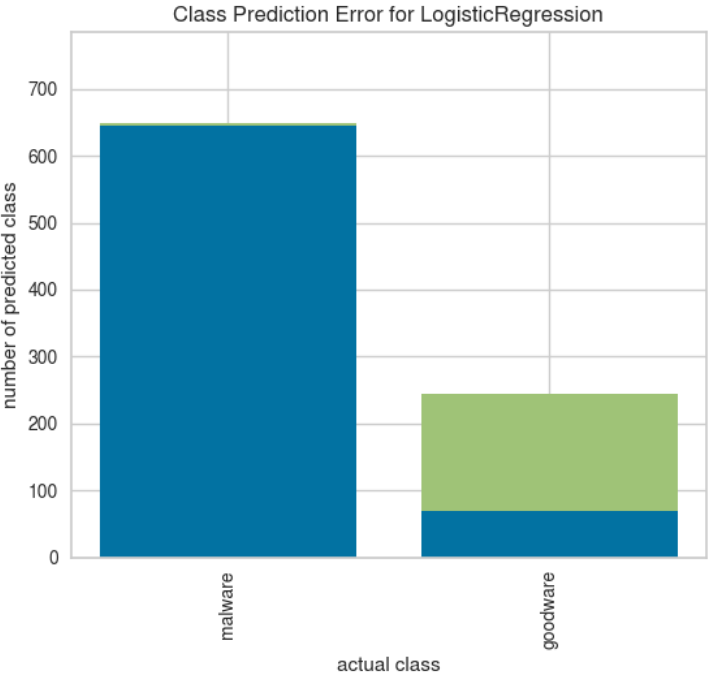 Class Prediction Error for LogisticRegression
number of predicted class
700
600
500
400
300
200
100
0
malware
goodware
actual class